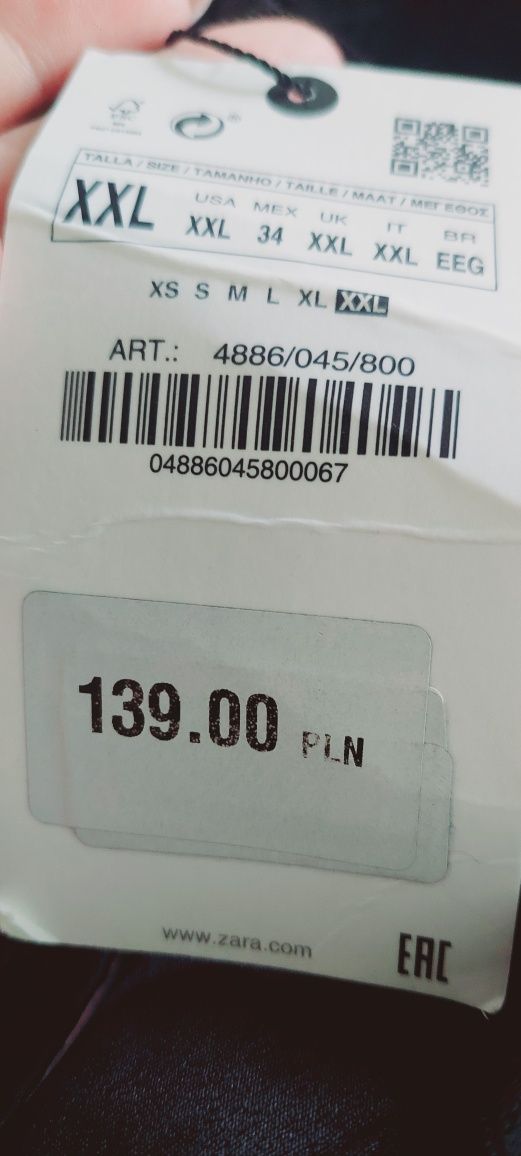 TALLA / SIZE / TAMANHO / TAILLE / MAAT / ΜΕΓΕΘΟΣ
XXL
USA MEX UK IT BR
XXL 34 XXL XXL EEG
XS S M L XL XXL
ART.: 4886/045/800
04886045800067
139.00 PLN
www.zara.com
EAC